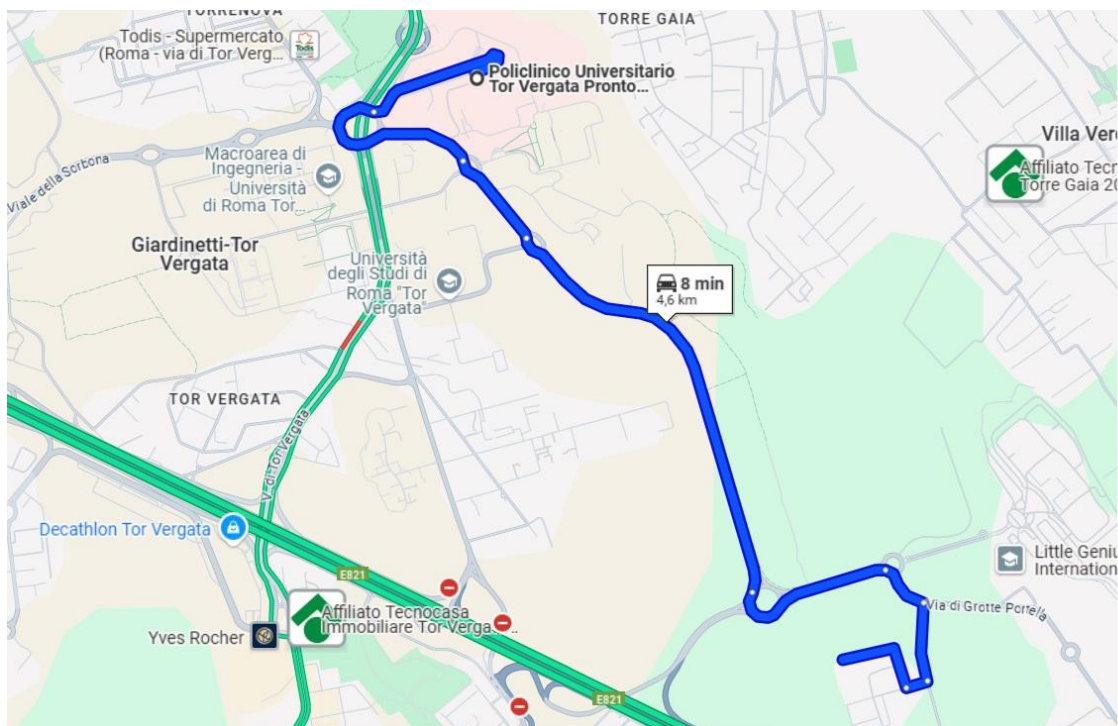 TORRENOVA
Todis - Supermercato
(Roma - via di Tor Verg...
Todis
TORRE GAIA
Policlinico Universitario
Tor Vergata Pronto...
Villa Ver
Affiliato Tecn
Torre Gaia 20
Viale della Sorbona
Macroarea di
Ingegneria -
Università
di Roma Tor...
Giardinetti-Tor
Vergata
Università
degli Studi di
Roma "Tor
Vergata"
8 min
4,6 km
TOR VERGATA
V. di Tor Vergata
Decathlon Tor Vergata
E821
E821
Affiliato Tecnocasa
Immobiliare Tor Verga...
Yves Rocher
Little Geniu
International
Via di Grotte Portella